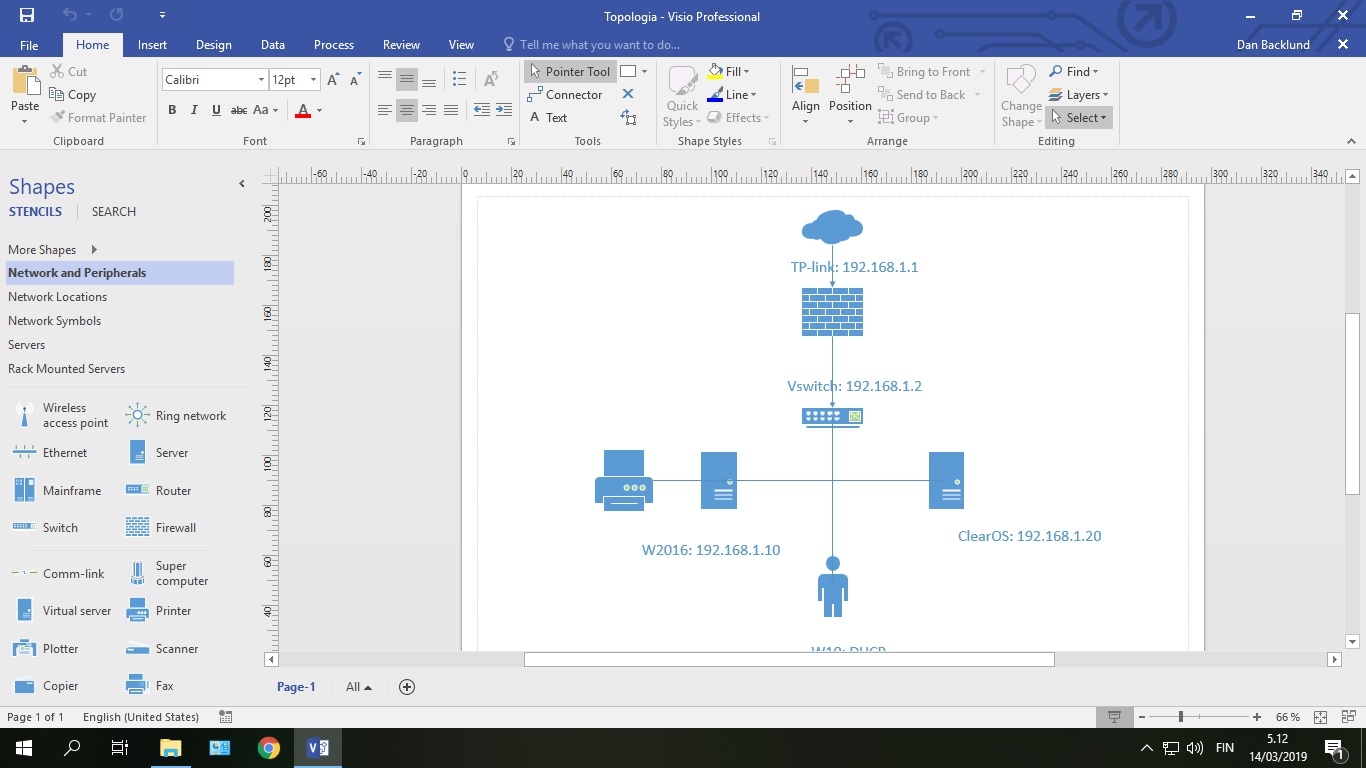 Topologia - Visio Professional
File
Home
Insert
Design
Data
Process
Review
View
Tell me what you want to do...
Dan Backlund
Paste
Cut
Copy
Format Painter
Clipboard
Calibri
12pt
A A
B I U abc Aa A
Font
Paragraph
Pointer Tool
Connector
A Text
Tools
Quick Styles
Fill
Line
Effects
Shape Styles
Align
Position
Bring to Front
Send to Back
Group
Arrange
Change Shape
Find
Layers
Select
Editing
Shapes
STENCILS
SEARCH
More Shapes
Network and Peripherals
Network Locations
Network Symbols
Servers
Rack Mounted Servers
Wireless access point
Ring network
Ethernet
Server
Mainframe
Router
Switch
Firewall
Comm-link
Super computer
Virtual server
Printer
Plotter
Scanner
Copier
Fax
-60 -40 -20 0 20 40 60 80 100 120 140 160 180 200 220 240 260 280 300 320 340
200
180
160
140
120
100
80
60
40
TP-link: 192.168.1.1
Vswitch: 192.168.1.2
W2016: 192.168.1.10
ClearOS: 192.168.1.20
W10: DHCP
Page-1
All
Page 1 of 1
English (United States)
66 %
FIN
5.12
14/03/2019
1